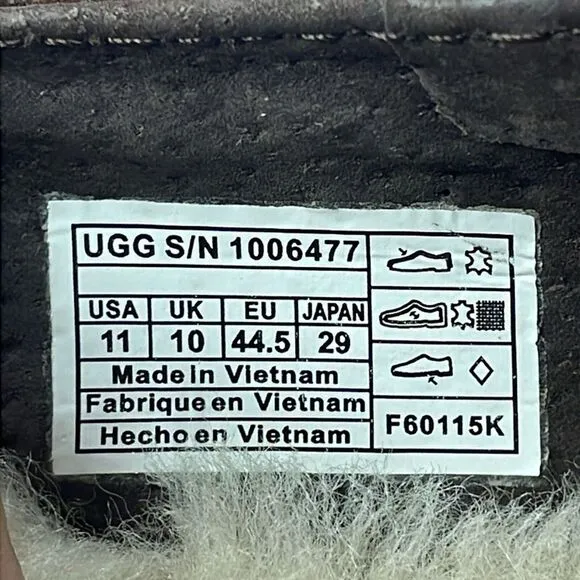 UGG S/N 1006477
USA UK EU JAPAN
11 10 44.5 29
Made in Vietnam
Fabrique en Vietnam
Hecho en Vietnam
F60115K